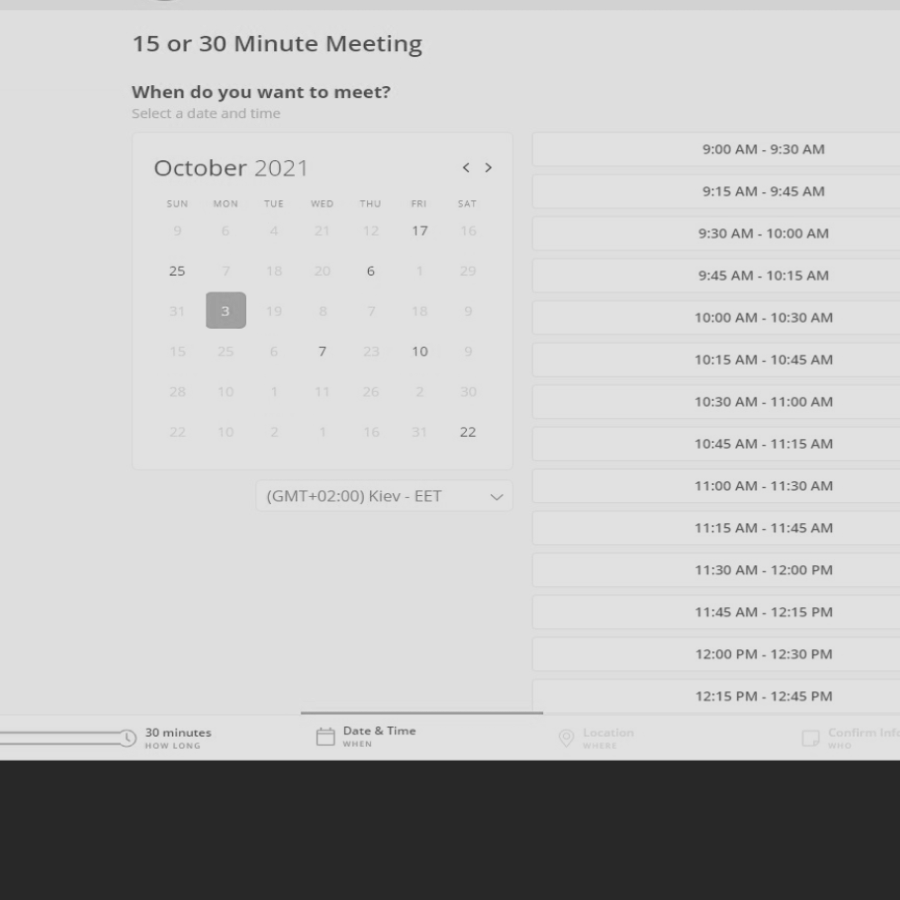 15 or 30 Minute Meeting
When do you want to meet?
Select a date and time
October 2021
SUN MON TUE WED THU FRI SAT
9 6 4 21 12 17 16
25 7 18 20 6 1 29
31 3 19 8 7 18 9
15 25 6 7 23 10 9
28 10 1 11 26 2 30
22 10 2 1 16 31 22
(GMT+02:00) Kiev - EET
9:00 AM - 9:30 AM
9:15 AM - 9:45 AM
9:30 AM - 10:00 AM
9:45 AM - 10:15 AM
10:00 AM - 10:30 AM
10:15 AM - 10:45 AM
10:30 AM - 11:00 AM
10:45 AM - 11:15 AM
11:00 AM - 11:30 AM
11:15 AM - 11:45 AM
11:30 AM - 12:00 PM
11:45 AM - 12:15 PM
12:00 PM - 12:30 PM
12:15 PM - 12:45 PM
30 minutes
HOW LONG
Date & Time
WHEN
Location
WHERE
Confirm Info
WHO